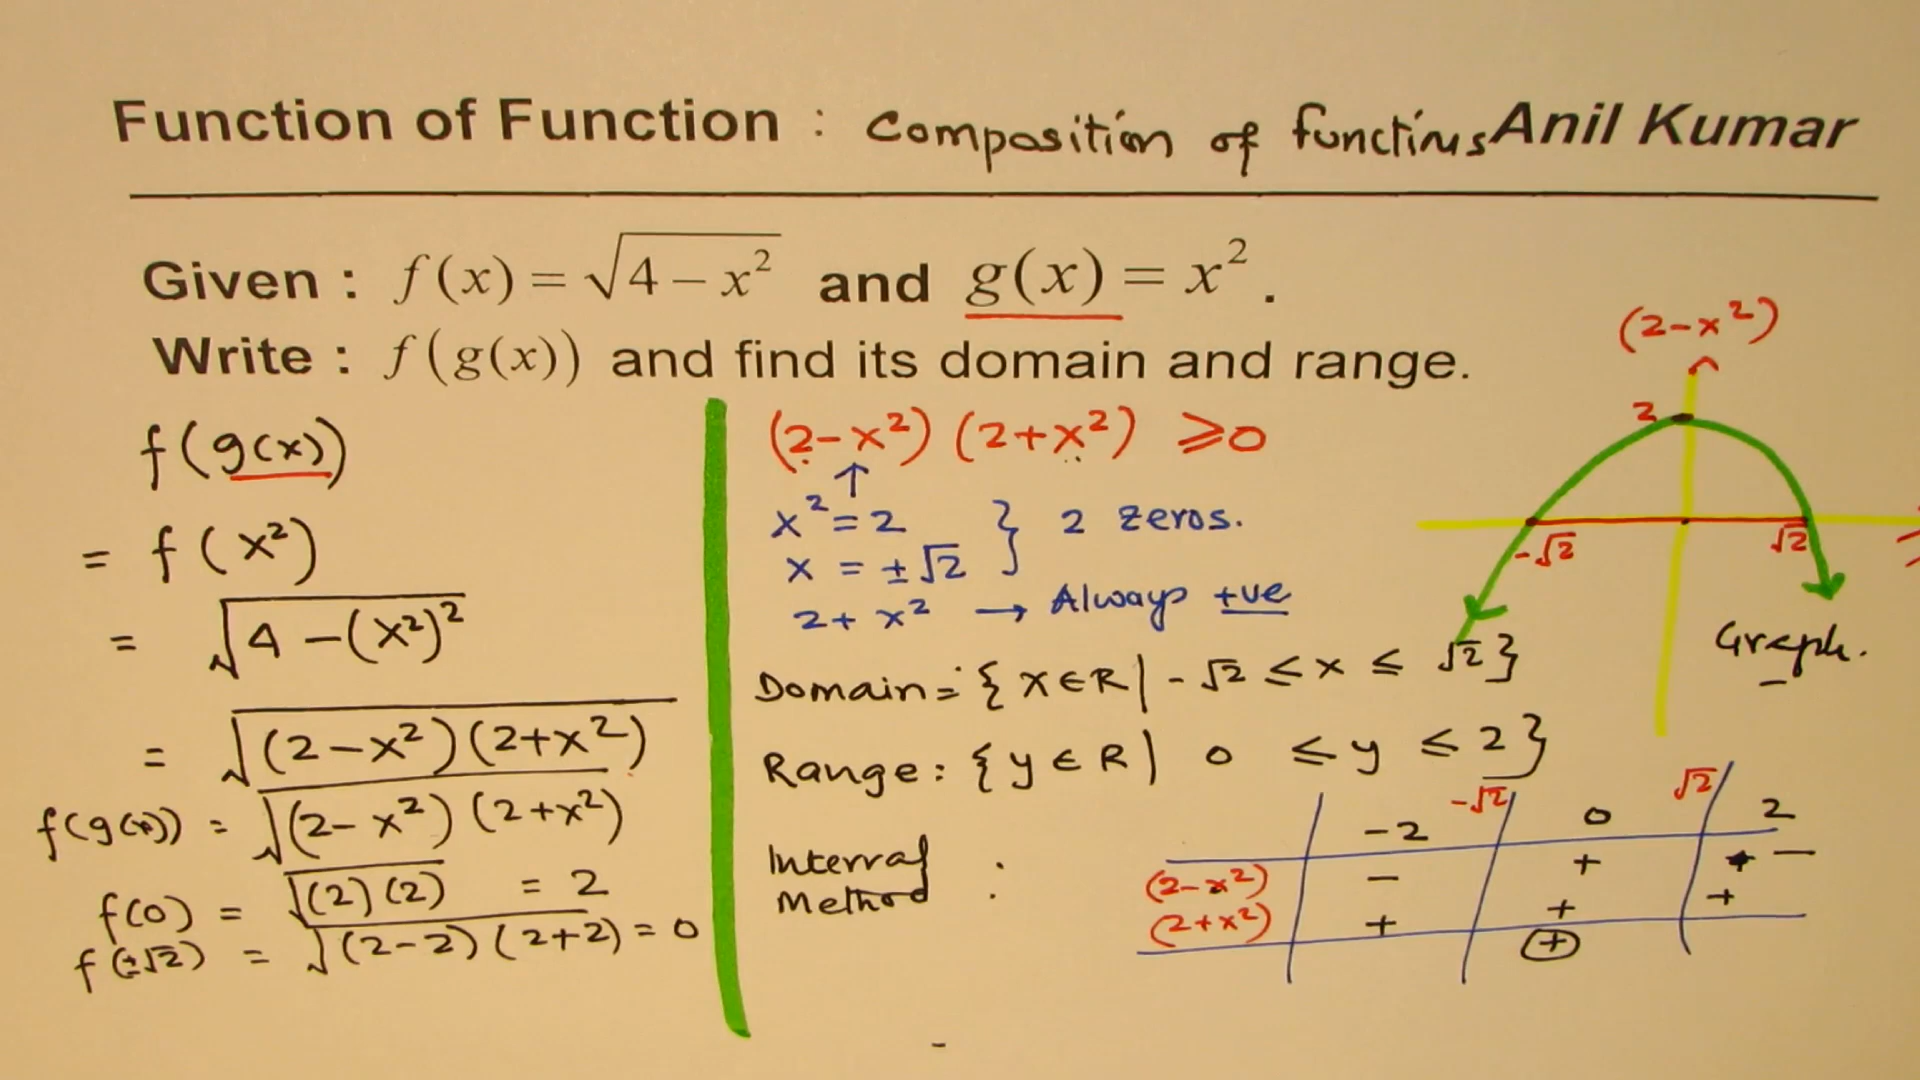 Function of Function : Composition of functions Anil Kumar
Given : f(x) = √(4 − x²) and g(x) = x².
Write : f(g(x)) and find its domain and range.
f(g(x))
= f(x²)
= √(4 − (x²)²)
= √((2 − x²)(2 + x²))
f(g(x)) = √((2 − x²)(2 + x²))
f(0) = √((2)(2)) = 2
f(±√2) = √((2−2)(2+2)) = 0
(2 − x²)(2 + x²) ≥ 0
↑
x² = 2 } 2 zeros.
x = ±√2
2 + x² → Always +ve
Domain = { x ∈ R | −√2 ≤ x ≤ √2 }
Range : { y ∈ R | 0 ≤ y ≤ 2 }
Interval Method :
−√2 √2
−2 0 2
(2 − x²) − + −
(2 + x²) + + +
(+)
(2 − x²)
2
−√2 √2
Graph.